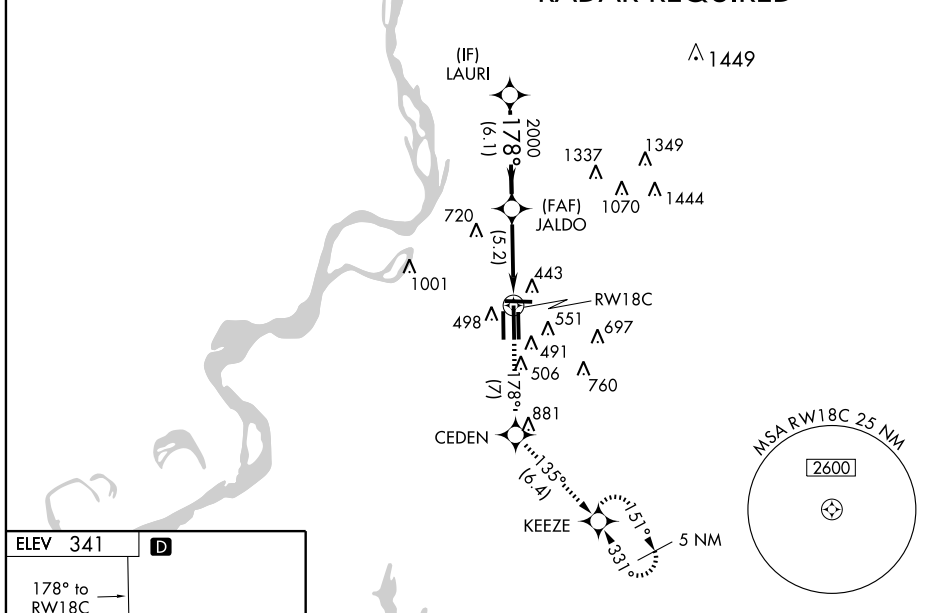 RADAR REQUIRED
1449
(IF)
LAURI
2000
178°
(6.1)
1337
1349
1070
1444
(FAF)
JALDO
720
(5.2)
1001
443
RW18C
498
551
697
491
506
760
178°
(7)
881
CEDEN
135°
(6.4)
KEEZE
151°
331°
5 NM
MSA RW18C 25 NM
2600
ELEV 341
D
178° to
RW18C